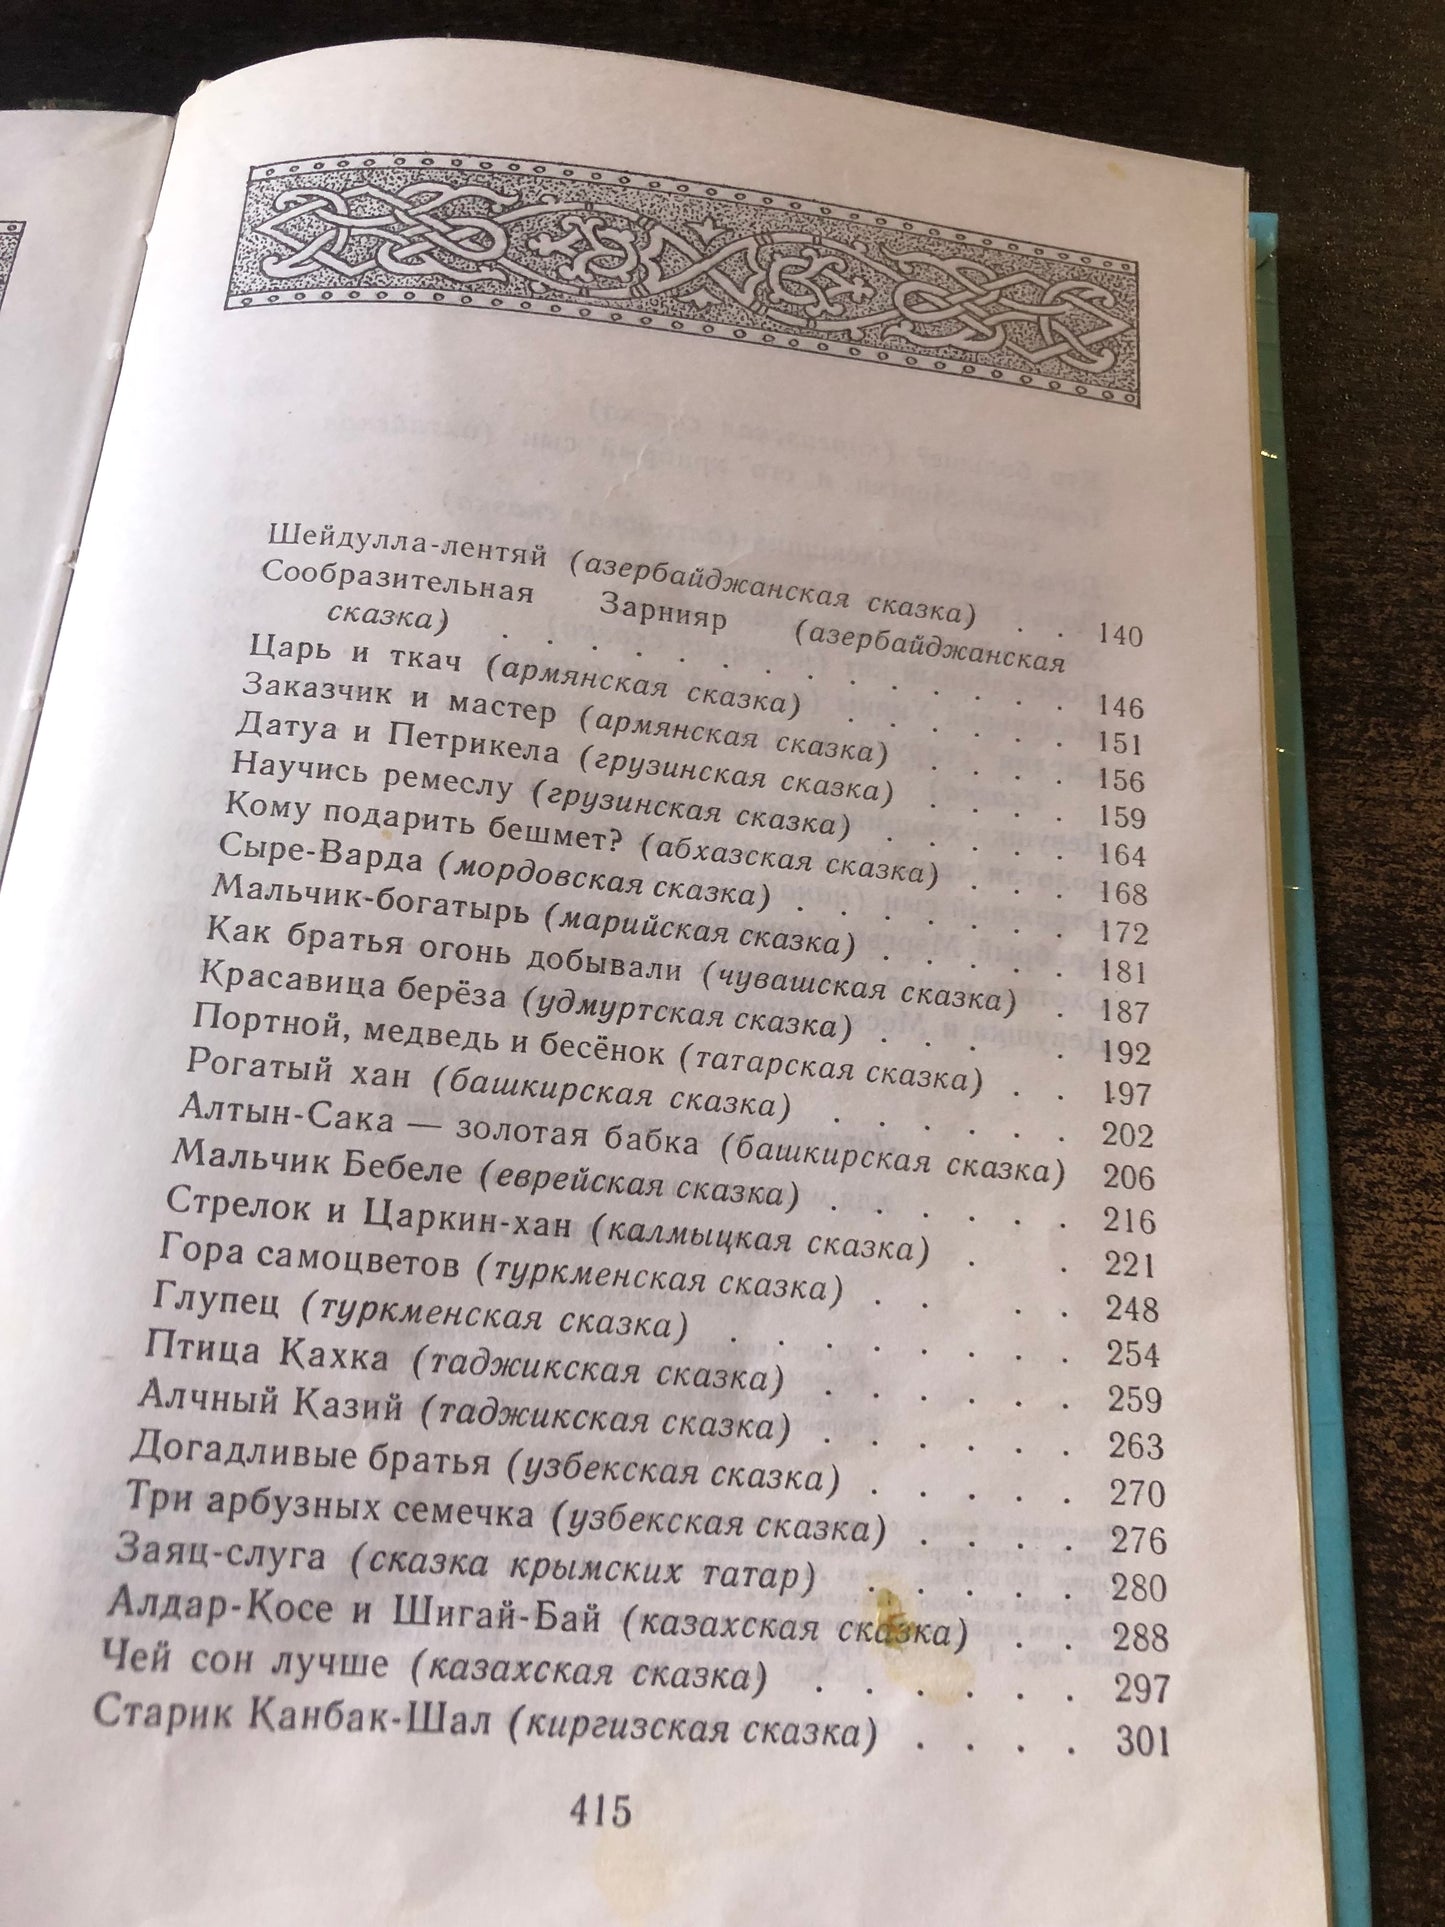 Шейдулла-лентяй (азербайджанская сказка) . . 140
Сообразительная Зарнияр (азербайджанская
сказка) . . . . . . . . . . . . . 146
Царь и ткач (армянская сказка) . . . . . . 151
Заказчик и мастер (армянская сказка) . . . . 156
Датуа и Петрикела (грузинская сказка) . . . . 159
Научись ремеслу (грузинская сказка) . . . . . 164
Кому подарить бешмет? (абхазская сказка) . . . 168
Сыре-Варда (мордовская сказка) . . . . . . . 172
Мальчик-богатырь (марийская сказка) . . . . . 181
Как братья огонь добывали (чувашская сказка) . 187
Красавица берёза (удмуртская сказка) . . . . . 192
Портной, медведь и бесёнок (татарская сказка) . . 197
Рогатый хан (башкирская сказка) . . . . . . 202
Алтын-Сака — золотая бабка (башкирская сказка) 206
Мальчик Бебеле (еврейская сказка) . . . . . . 216
Стрелок и Царкин-хан (калмыцкая сказка) . . 221
Гора самоцветов (туркменская сказка) . . . . 248
Глупец (туркменская сказка) . . . . . . . . 254
Птица Кахка (таджикская сказка) . . . . . . 259
Алчный Казий (таджикская сказка) . . . . . . 263
Догадливые братья (узбекская сказка) . . . . . 270
Три арбузных семечка (узбекская сказка) . . . . 276
Заяц-слуга (сказка крымских татар) . . . . . 280
Алдар-Косе и Шигай-Бай (казахская сказка) . . 288
Чей сон лучше (казахская сказка) . . . . . . 297
Старик Канбак-Шал (киргизская сказка) . . . . 301
415